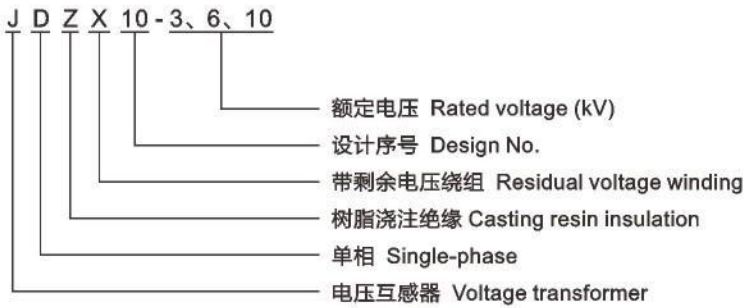 J D Z X 10 - 3、6、10
额定电压 Rated voltage (kV)
设计序号 Design No.
带剩余电压绕组 Residual voltage winding
树脂浇注绝缘 Casting resin insulation
单相 Single-phase
电压互感器 Voltage transformer